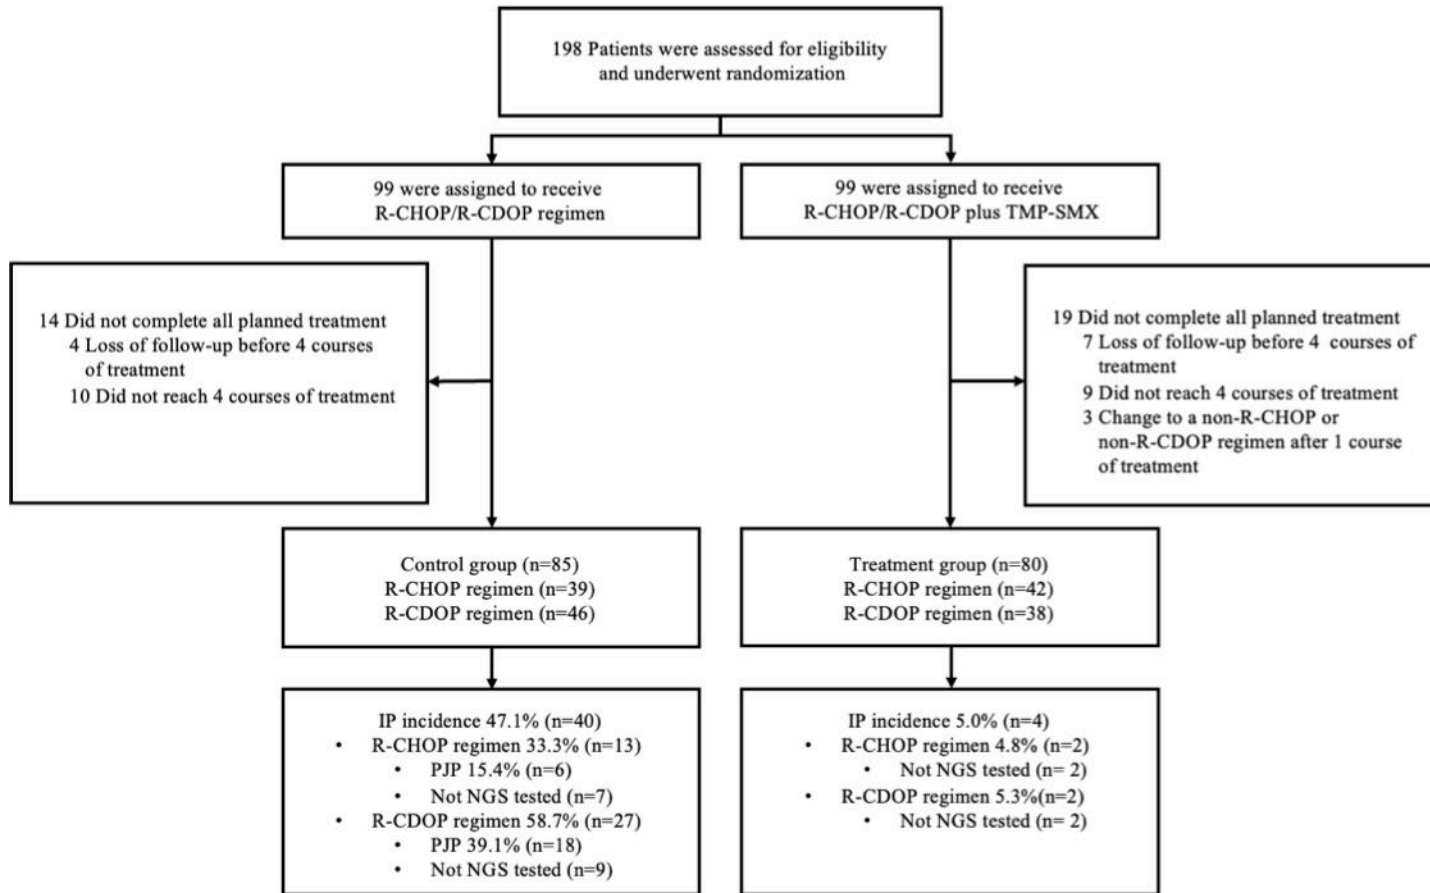 198 Patients were assessed for eligibility
and underwent randomization
99 were assigned to receive
R-CHOP/R-CDOP regimen
99 were assigned to receive
R-CHOP/R-CDOP plus TMP-SMX
14 Did not complete all planned treatment
4 Loss of follow-up before 4 courses
of treatment
10 Did not reach 4 courses of treatment
19 Did not complete all planned treatment
7 Loss of follow-up before 4 courses of
treatment
9 Did not reach 4 courses of treatment
3 Change to a non-R-CHOP or
non-R-CDOP regimen after 1 course
of treatment
Control group (n=85)
R-CHOP regimen (n=39)
R-CDOP regimen (n=46)
Treatment group (n=80)
R-CHOP regimen (n=42)
R-CDOP regimen (n=38)
IP incidence 47.1% (n=40)
• R-CHOP regimen 33.3% (n=13)
• PJP 15.4% (n=6)
• Not NGS tested (n=7)
• R-CDOP regimen 58.7% (n=27)
• PJP 39.1% (n=18)
• Not NGS tested (n=9)
IP incidence 5.0% (n=4)
• R-CHOP regimen 4.8% (n=2)
• Not NGS tested (n= 2)
• R-CDOP regimen 5.3%(n=2)
• Not NGS tested (n= 2)